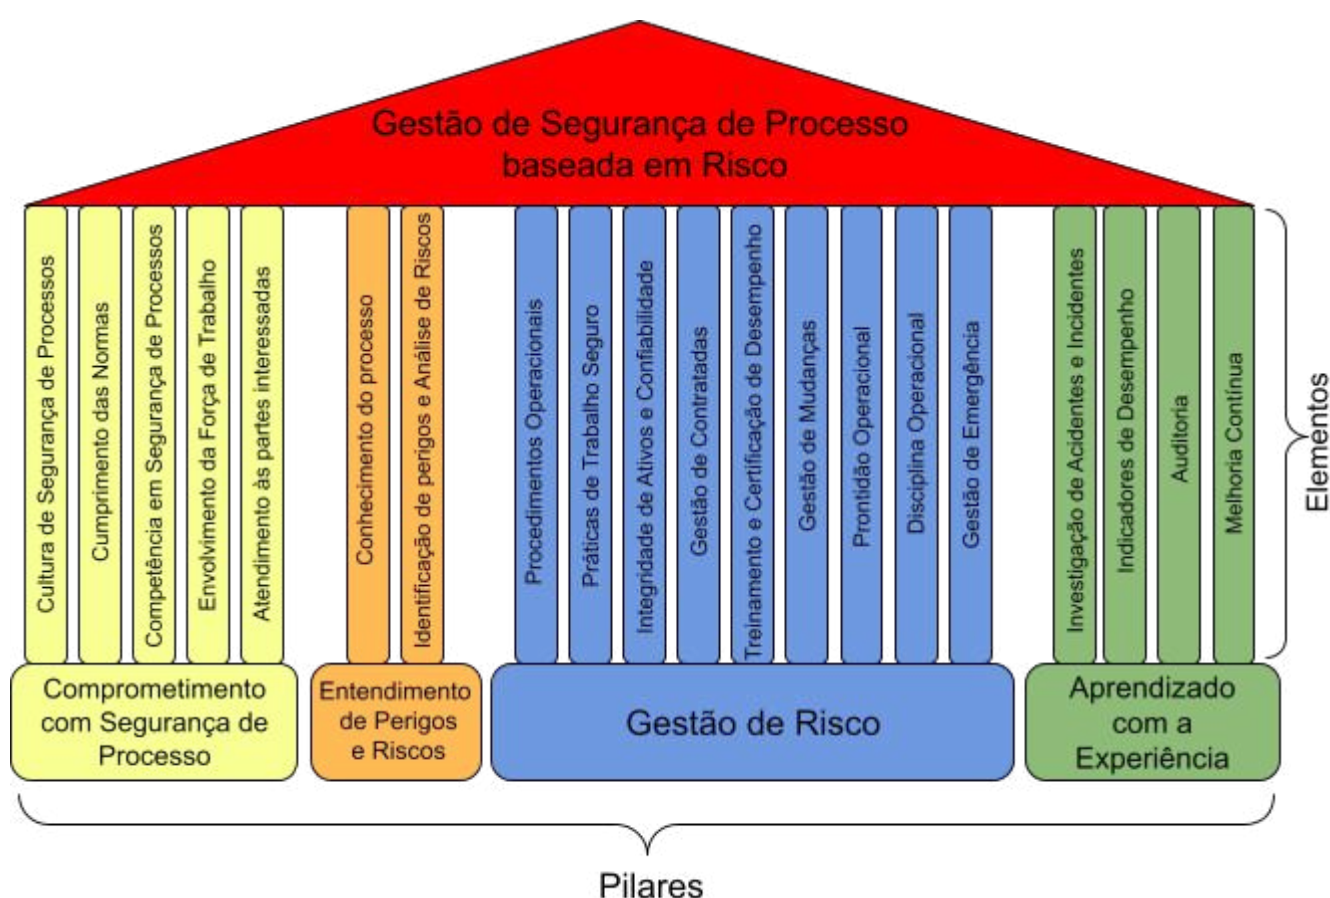 Gestão de Segurança de Processo
baseada em Risco
Cultura de Segurança de Processos
Cumprimento das Normas
Competência em Segurança de Processos
Envolvimento da Força de Trabalho
Atendimento às partes interessadas
Conhecimento do processo
Identificação de perigos e Análise de Riscos
Procedimentos Operacionais
Práticas de Trabalho Seguro
Integridade de Ativos e Confiabilidade
Gestão de Contratadas
Treinamento e Certificação de Desempenho
Gestão de Mudanças
Prontidão Operacional
Disciplina Operacional
Gestão de Emergência
Investigação de Acidentes e Incidentes
Indicadores de Desempenho
Auditoria
Melhoria Contínua
Elementos
Comprometimento
com Segurança de
Processo
Entendimento
de Perigos
e Riscos
Gestão de Risco
Aprendizado
com a
Experiência
Pilares